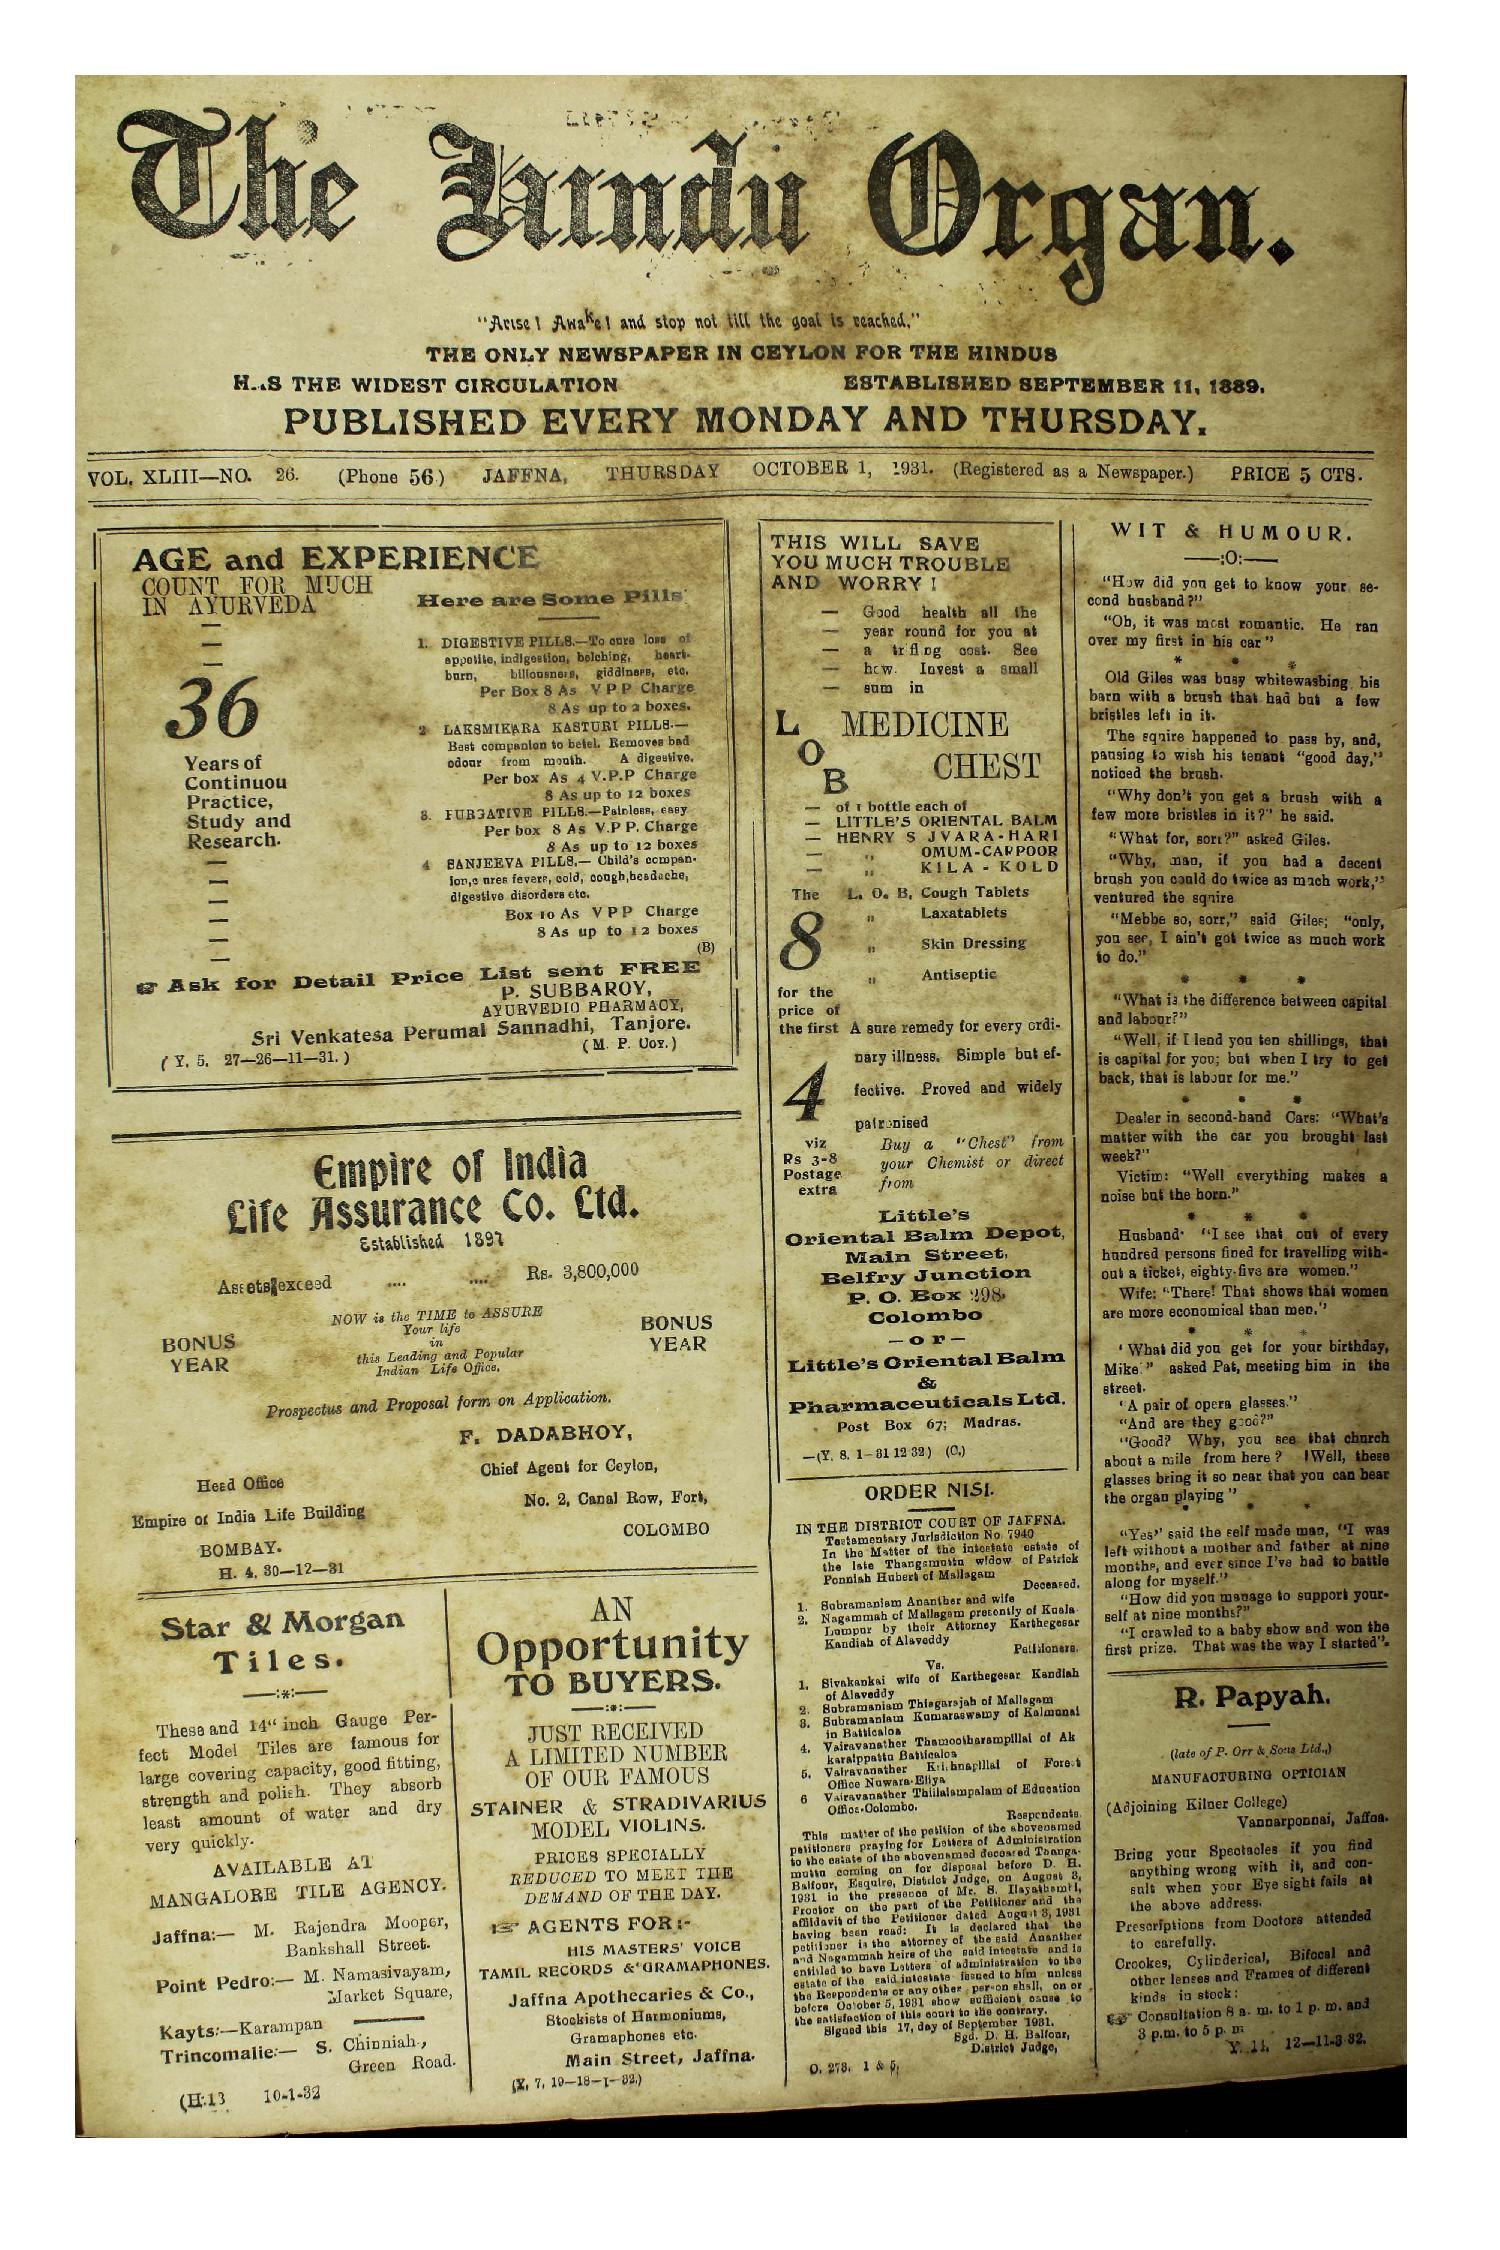 The Hindu Organ.
"Arise! Awake! and stop not till the goal is reached."
THE ONLY NEWSPAPER IN CEYLON FOR THE HINDUS
H..S THE WIDEST CIRCULATION ESTABLISHED SEPTEMBER 11, 1889.
PUBLISHED EVERY MONDAY AND THURSDAY.
VOL. XLIII—NO. 26. (Phone 56) JAFFNA, THURSDAY OCTOBER 1, 1931. (Registered as a Newspaper.) PRICE 5 CTS.
AGE and EXPERIENCE
COUNT FOR MUCH
IN AYURVEDA
36
Years of
Continuou
Practice,
Study and
Research.
Here are Some Pills
1. DIGESTIVE PILLS.—To cure loss of
appetite, indigestion, belching, heart-
burn, biliousness, giddiness, etc.
Per Box 8 As V P P Charge
8 As up to 2 boxes.
2 LAKSMIKARA KASTURI PILLS.—
Best companion to betel. Removes bad
odour from mouth. A digestive.
Per box As 4 V.P.P Charge
8 As up to 12 boxes
3. PURGATIVE PILLS.—Painless, easy
Per box 8 As V.P P. Charge
8 As up to 12 boxes
4 SANJEEVA PILLS.— Child's compan-
ion,c ures fevers, cold, cough,headache,
digestive disorders etc.
Box 10 As V P P Charge
8 As up to 12 boxes
(B)
☞ Ask for Detail Price List sent FREE
P. SUBBAROY,
AYURVEDIC PHARMACY,
Sri Venkatesa Perumal Sannadhi, Tanjore.
( Y. 5. 27—26—11—31. ) ( M. P. Coy. )
Empire of India
Life Assurance Co. Ltd.
Established 1897
Assets exceed .... .... Rs. 3,800,000
NOW is the TIME to ASSURE
Your life
in
this Leading and Popular
Indian Life Office.
BONUS
YEAR
BONUS
YEAR
Prospectus and Proposal form on Application.
F. DADABHOY,
Chief Agent for Ceylon,
No. 2, Canal Row, Fort,
COLOMBO
Head Office
Empire of India Life Building
BOMBAY.
H. 4. 30—12—31
Star & Morgan
Tiles.
—:*:—
These and 14" inch Gauge Per-
fect Model Tiles are famous for
large covering capacity, good fitting,
strength and polish. They absorb
least amount of water and dry
very quickly.
AVAILABLE AT
MANGALORE TILE AGENCY.
Jaffna:— M. Rajendra Mooper,
Bankshall Street.
Point Pedro:— M. Namasivayam,
Market Square,
Kayts:—Karampan
Trincomalie:— S. Chinniah.,
Green Road.
(H.13 10-1-32
AN
Opportunity
TO BUYERS.
—:*:—
JUST RECEIVED
A LIMITED NUMBER
OF OUR FAMOUS
STAINER & STRADIVARIUS
MODEL VIOLINS.
PRICES SPECIALLY
REDUCED TO MEET THE
DEMAND OF THE DAY.
☞ AGENTS FOR:-
HIS MASTERS' VOICE
TAMIL RECORDS & GRAMAPHONES.
Jaffna Apothecaries & Co.,
Stockists of Harmoniums,
Gramaphones etc.
Main Street, Jaffna.
(Y. 7, 19—18—1—32.)
THIS WILL SAVE
YOU MUCH TROUBLE
AND WORRY!
— Good health all the
— year round for you at
— a trifling cost. See
— how. Invest a small
— sum in
L O B MEDICINE
CHEST
— of 1 bottle each of
— LITTLE'S ORIENTAL BALM
— HENRY S JVARA-HARI
— " OMUM-CARPOOR
— " KILA-KOLD
The L. O. B. Cough Tablets
8 " Laxatablets
" Skin Dressing
" Antiseptic
for the
price of
the first
4
viz
Rs 3-8
Postage
extra
A sure remedy for every ordi-
nary illness. Simple but ef-
fective. Proved and widely
patronised
Buy a "Chest" from
your Chemist or direct
from
Little's
Oriental Balm Depot,
Main Street,
Belfry Junction
P. O. Box 298,
Colombo
—or—
Little's Oriental Balm
&
Pharmaceuticals Ltd.
Post Box 67; Madras.
—(Y. 8. 1—31 12 32) (C.)
ORDER NISI.
IN THE DISTRICT COURT OF JAFFNA.
Testamentary Jurisdiction No 7940
In the Matter of the intestate estate of
the late Thangamuttu widow of Patrick
Ponniah Hubert of Mallagam
Deceased.
1. Subramaniam Ananther and wife
2. Nagammah of Mallagam presently of Kuala-
Lumpur by their Attorney Karthegesar
Kandiah of Alaveddy
Petitioners.
Vs.
1. Sivakankai wife of Karthegesar Kandiah
of Alaveddy
2. Subramaniam Thiagarajah of Mallagam
3. Subramaniam Kumaraswamy of Kalmunai
in Batticaloa
4. Vairavanather Thamootharampillai of Ak
karaippattu Batticaloa
5. Vairavanather Krishnapillai of Forest
Office Nuwara-Eliya
6 Vairavanather Thillaiampalam of Education
Office-Colombo.
Respondents.
This matter of the petition of the abovenamed
petitioners praying for Letters of Administration
to the estate of the abovenamed deceased Thanga-
muttu coming on for disposal before D. H.
Balfour, Esquire, District Judge, on August 3,
1931 in the presence of Mr. S. Ilayathambi,
Proctor on the part of the Petitioner and the
affidavit of the Petitioner dated August 3, 1931
having been read: It is declared that the
petitioner is the attorney of the said Ananther
and Nagammah heirs of the said intestate and is
entitled to have Letters of administration to the
estate of the said intestate issued to him unless
the Respondents or any other person shall, on or
before October 5, 1931 show sufficient cause to
the satisfaction of this court to the contrary.
Signed this 17, day of September 1931.
Sgd. D. H. Balfour,
District Judge,
O. 273. 1 & 5,
WIT & HUMOUR.
—:O:—
"How did you get to know your se-
cond husband?"
"Oh, it was most romantic. He ran
over my first in his car"
* * *
Old Giles was busy whitewashing his
barn with a brush that had but a few
bristles left in it.
The squire happened to pass by, and,
pausing to wish his tenant "good day,"
noticed the brush.
"Why don't you get a brush with a
few more bristles in it?" he said.
"What for, sorr?" asked Giles.
"Why, man, if you had a decent
brush you could do twice as much work,"
ventured the squire
"Mebbe so, sorr," said Giles; "only,
you see, I ain't got twice as much work
to do."
* * *
"What is the difference between capital
and labour?"
"Well, if I lend you ten shillings, that
is capital for you; but when I try to get
back, that is labour for me."
* * *
Dealer in second-hand Cars: "What's
matter with the car you brought last
week?"
Victim: "Well everything makes a
noise but the horn."
* * *
Husband· "I see that out of every
hundred persons fined for travelling with-
out a ticket, eighty-five are women."
Wife: "There! That shows that women
are more economical than men."
* * *
'What did you get for your birthday,
Mike" asked Pat, meeting him in the
street.
'A pair of opera glasses."
"And are they good?"
"Good? Why, you see that church
about a mile from here? Well, these
glasses bring it so near that you can hear
the organ playing"
* * *
"Yes" said the self made man, "I was
left without a mother and father at nine
months, and ever since I've had to battle
along for myself."
"How did you manage to support your-
self at nine months?"
"I crawled to a baby show and won the
first prize. That was the way I started".
R. Papyah.
(late of P. Orr & Sons Ltd.,)
MANUFACTURING OPTICIAN
(Adjoining Kilner College)
Vannarponnai, Jaffna.
Bring your Spectacles if you find
anything wrong with it, and con-
sult when your Eye sight fails at
the above address.
Prescriptions from Doctors attended
to carefully.
Crookes, Cylinderical, Bifocal and
other lenses and Frames of different
kinds in stock:
☞ Consultation 8 a. m. to 1 p. m. and
3 p.m. to 5 p. m
Y. 11. 12—11-3 32.